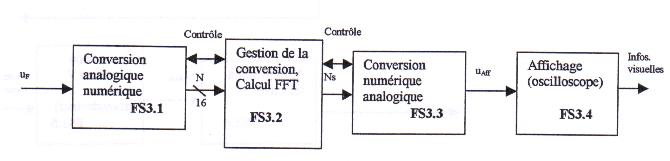 Contrôle
Contrôle
uF
Conversion
analogique
numérique
FS3.1
N
16
Gestion de la
conversion,
Calcul FFT
FS3.2
Ns
Conversion
numérique
analogique
FS3.3
uAff
Affichage
(oscilloscope)
FS3.4
Infos.
visuelles